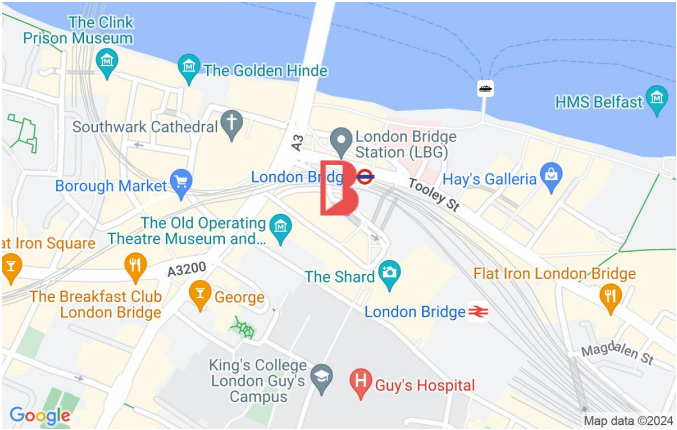 The Clink
Prison Museum
The Golden Hinde
HMS Belfast
Southwark Cathedral
A3
London Bridge
Station (LBG)
London Bridge
Hay's Galleria
Borough Market
Tooley St
The Old Operating
Theatre Museum and...
at Iron Square
A3200
The Shard
Flat Iron London Bridge
The Breakfast Club
London Bridge
George
London Bridge
Magdalen St
King's College
London Guy's
Campus
H
Guy's Hospital
Google
Map data ©2024